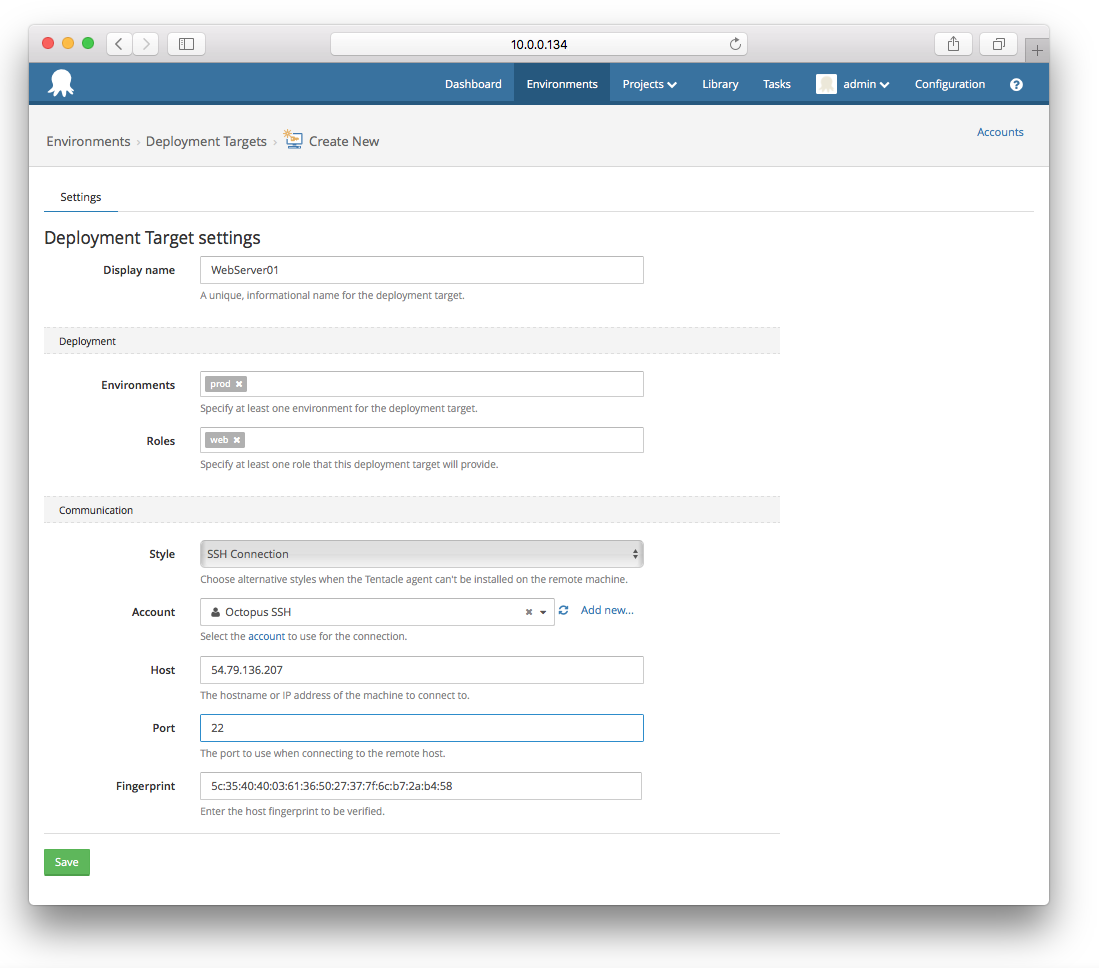 10.0.0.134
Dashboard Environments Projects Library Tasks admin Configuration ?
Environments › Deployment Targets › Create New
Accounts
Settings
Deployment Target settings
Display name WebServer01
A unique, informational name for the deployment target.
Deployment
Environments prod ×
Specify at least one environment for the deployment target.
Roles web ×
Specify at least one role that this deployment target will provide.
Communication
Style SSH Connection
Choose alternative styles when the Tentacle agent can't be installed on the remote machine.
Account Octopus SSH × Add new...
Select the account to use for the connection.
Host 54.79.136.207
The hostname or IP address of the machine to connect to.
Port 22
The port to use when connecting to the remote host.
Fingerprint 5c:35:40:40:03:61:36:50:27:37:7f:6c:b7:2a:b4:58
Enter the host fingerprint to be verified.
Save